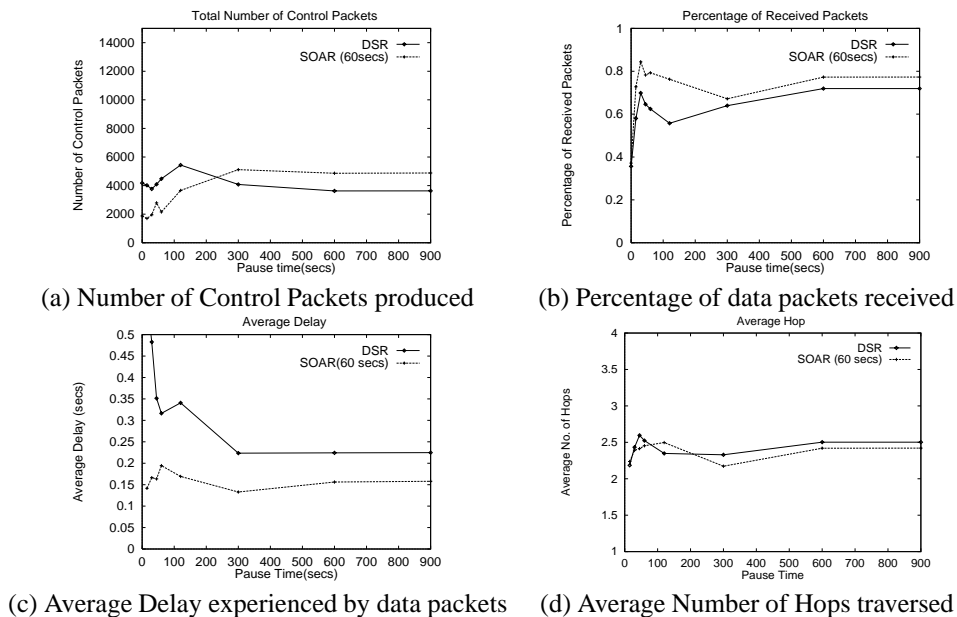 Total Number of Control Packets
14000
12000
10000
8000
6000
4000
2000
0
Number of Control Packets
DSR
SOAR (60secs)
0 100 200 300 400 500 600 700 800 900
Pause time(secs)
(a) Number of Control Packets produced
Percentage of Received Packets
1
0.8
0.6
0.4
0.2
0
Percentage of Received Packets
DSR
SOAR (60secs)
0 100 200 300 400 500 600 700 800 900
Pause time(secs)
(b) Percentage of data packets received
Average Delay
0.5
0.45
0.4
0.35
0.3
0.25
0.2
0.15
0.1
0.05
0
Average Delay (secs)
DSR
SOAR(60 secs)
0 100 200 300 400 500 600 700 800 900
Pause Time(secs)
(c) Average Delay experienced by data packets
Average Hop
4
3.5
3
2.5
2
1.5
1
Average No. of Hops
DSR
SOAR (60 secs)
0 100 200 300 400 500 600 700 800 900
Pause Time
(d) Average Number of Hops traversed